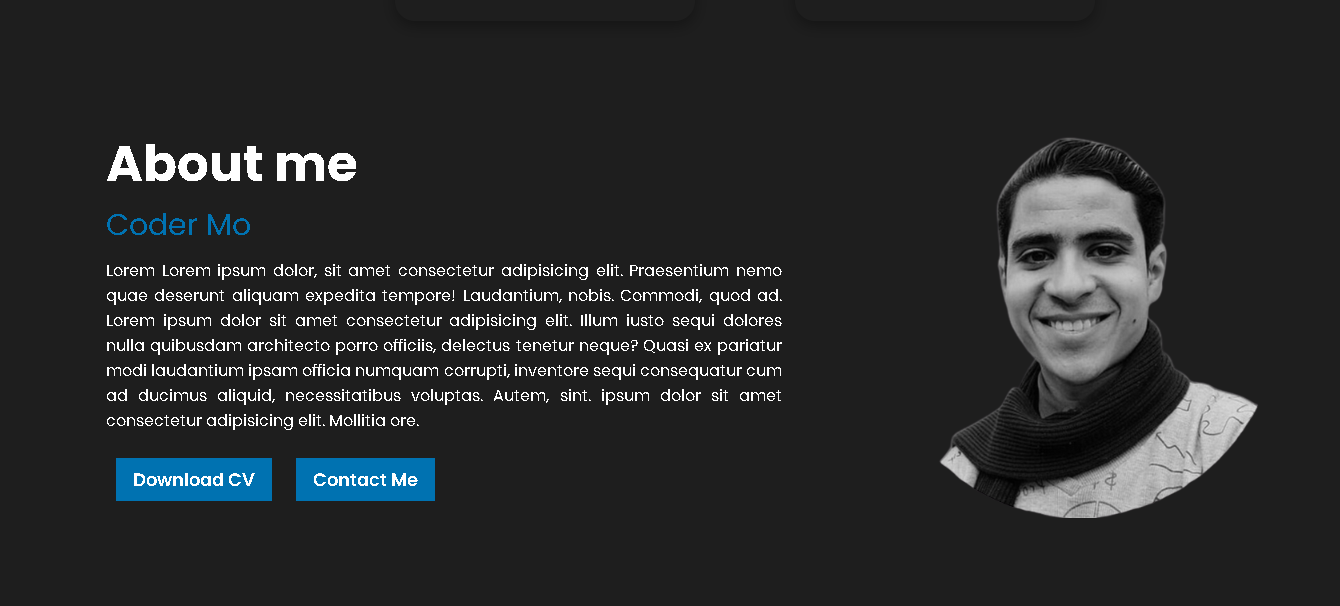 About me
Coder Mo
Lorem Lorem ipsum dolor, sit amet consectetur adipisicing elit. Praesentium nemo
quae deserunt aliquam expedita tempore! Laudantium, nobis. Commodi, quod ad.
Lorem ipsum dolor sit amet consectetur adipisicing elit. Illum iusto sequi dolores
nulla quibusdam architecto porro officiis, delectus tenetur neque? Quasi ex pariatur
modi laudantium ipsam officia numquam corrupti, inventore sequi consequatur cum
ad ducimus aliquid, necessitatibus voluptas. Autem, sint. ipsum dolor sit amet
consectetur adipisicing elit. Mollitia ore.
Download CV
Contact Me